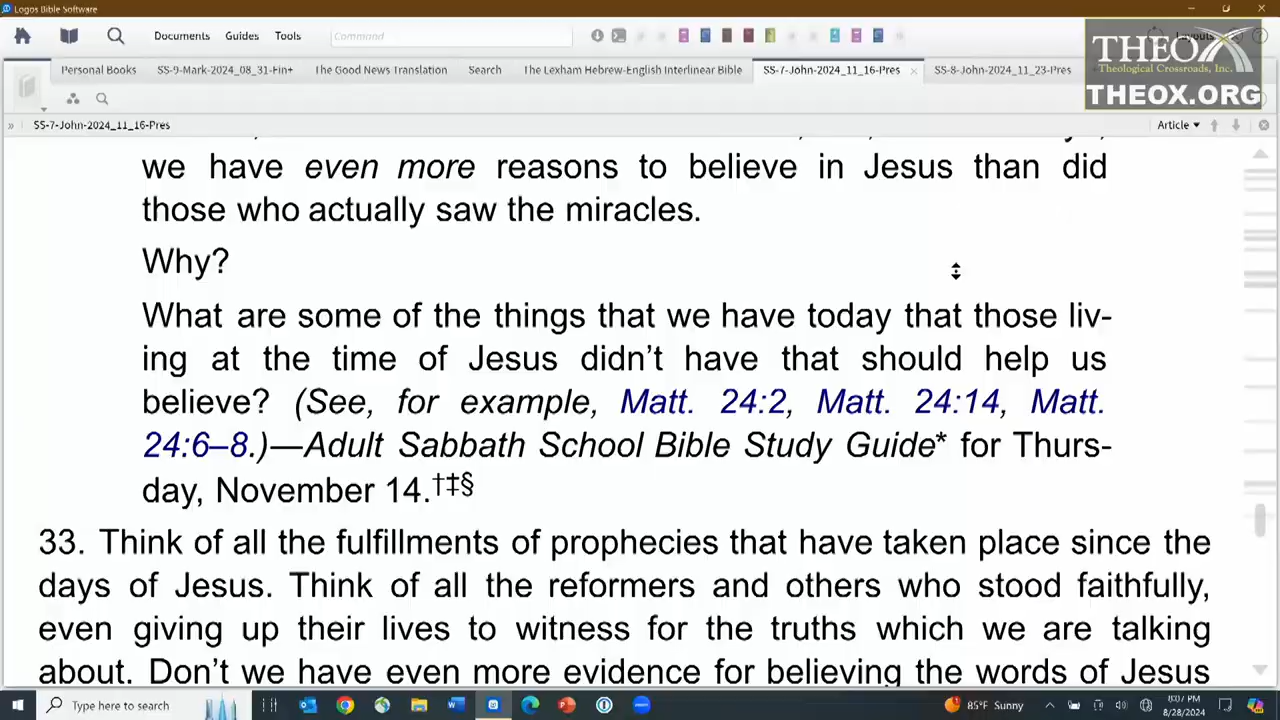 Logos Bible Software
Documents Guides Tools Command Layouts
Personal Books SS-9-Mark-2024_08_31-Fin+ The Good News Translation The Lexham Hebrew-English Interlinear Bible SS-7-John-2024_11_16-Pres SS-8-John-2024_11_23-Pres
THEOX
Theological Crossroads, Inc.
THEOX.ORG
» SS-7-John-2024_11_16-Pres Article
we have even more reasons to believe in Jesus than did
those who actually saw the miracles.
Why?
What are some of the things that we have today that those liv-
ing at the time of Jesus didn’t have that should help us
believe? (See, for example, Matt. 24:2, Matt. 24:14, Matt.
24:6–8.)—Adult Sabbath School Bible Study Guide* for Thurs-
day, November 14.†‡§
33. Think of all the fulfillments of prophecies that have taken place since the
days of Jesus. Think of all the reformers and others who stood faithfully,
even giving up their lives to witness for the truths which we are talking
about. Don’t we have even more evidence for believing the words of Jesus
Type here to search 85°F Sunny 8:07 PM
8/28/2024